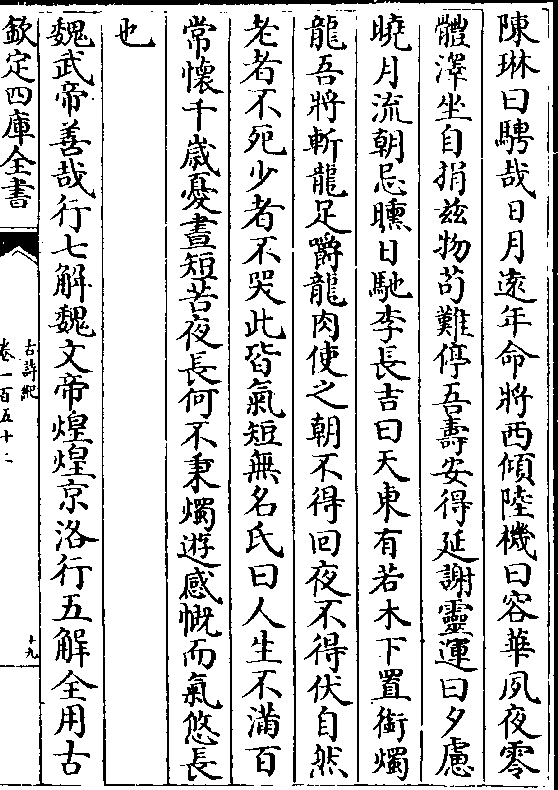 陳琳曰騁哉日月遠年命將西傾陸機曰容華夙夜零
體澤坐自捐茲物茍難停吾壽安得延謝靈運曰夕慮
曉月流朝忌曛日馳李長吉曰天東有若木下置銜燭
龍吾將斬龍足嚼龍肉使之朝不得回夜不得伏自然
老者不死少者不哭此皆氣短無名氏曰人生不滿百
常懷千歲憂晝短苦夜長何不秉燭遊感慨而氣悠長
也
魏武帝善哉行七解魏文帝煌煌京洛行五解全用古
欽定四庫全書
古詩紀
卷一百五十二
十九